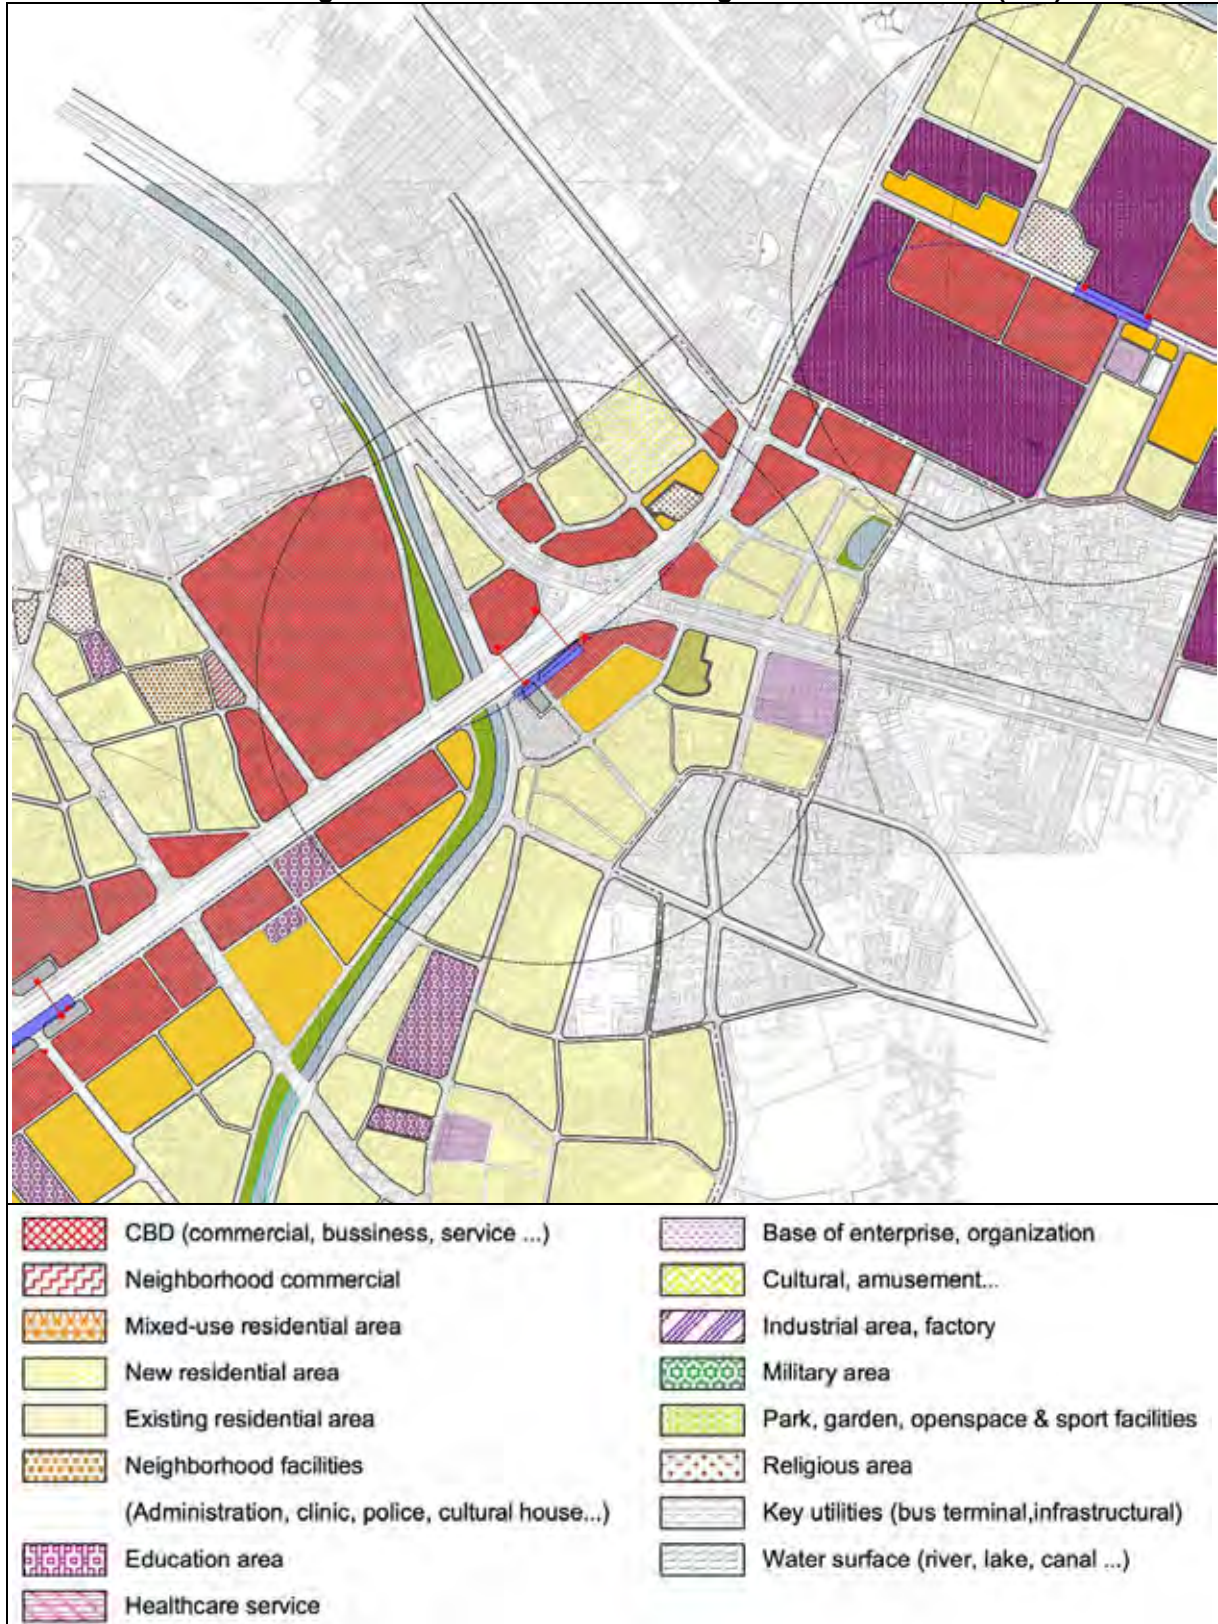 CBD (commercial, bussiness, service ...)
Neighborhood commercial
Mixed-use residential area
New residential area
Existing residential area
Neighborhood facilities
(Administration, clinic, police, cultural house...)
Education area
Healthcare service
Base of enterprise, organization
Cultural, amusement...
Industrial area, factory
Military area
Park, garden, openspace & sport facilities
Religious area
Key utilities (bus terminal,infrastructural)
Water surface (river, lake, canal ...)